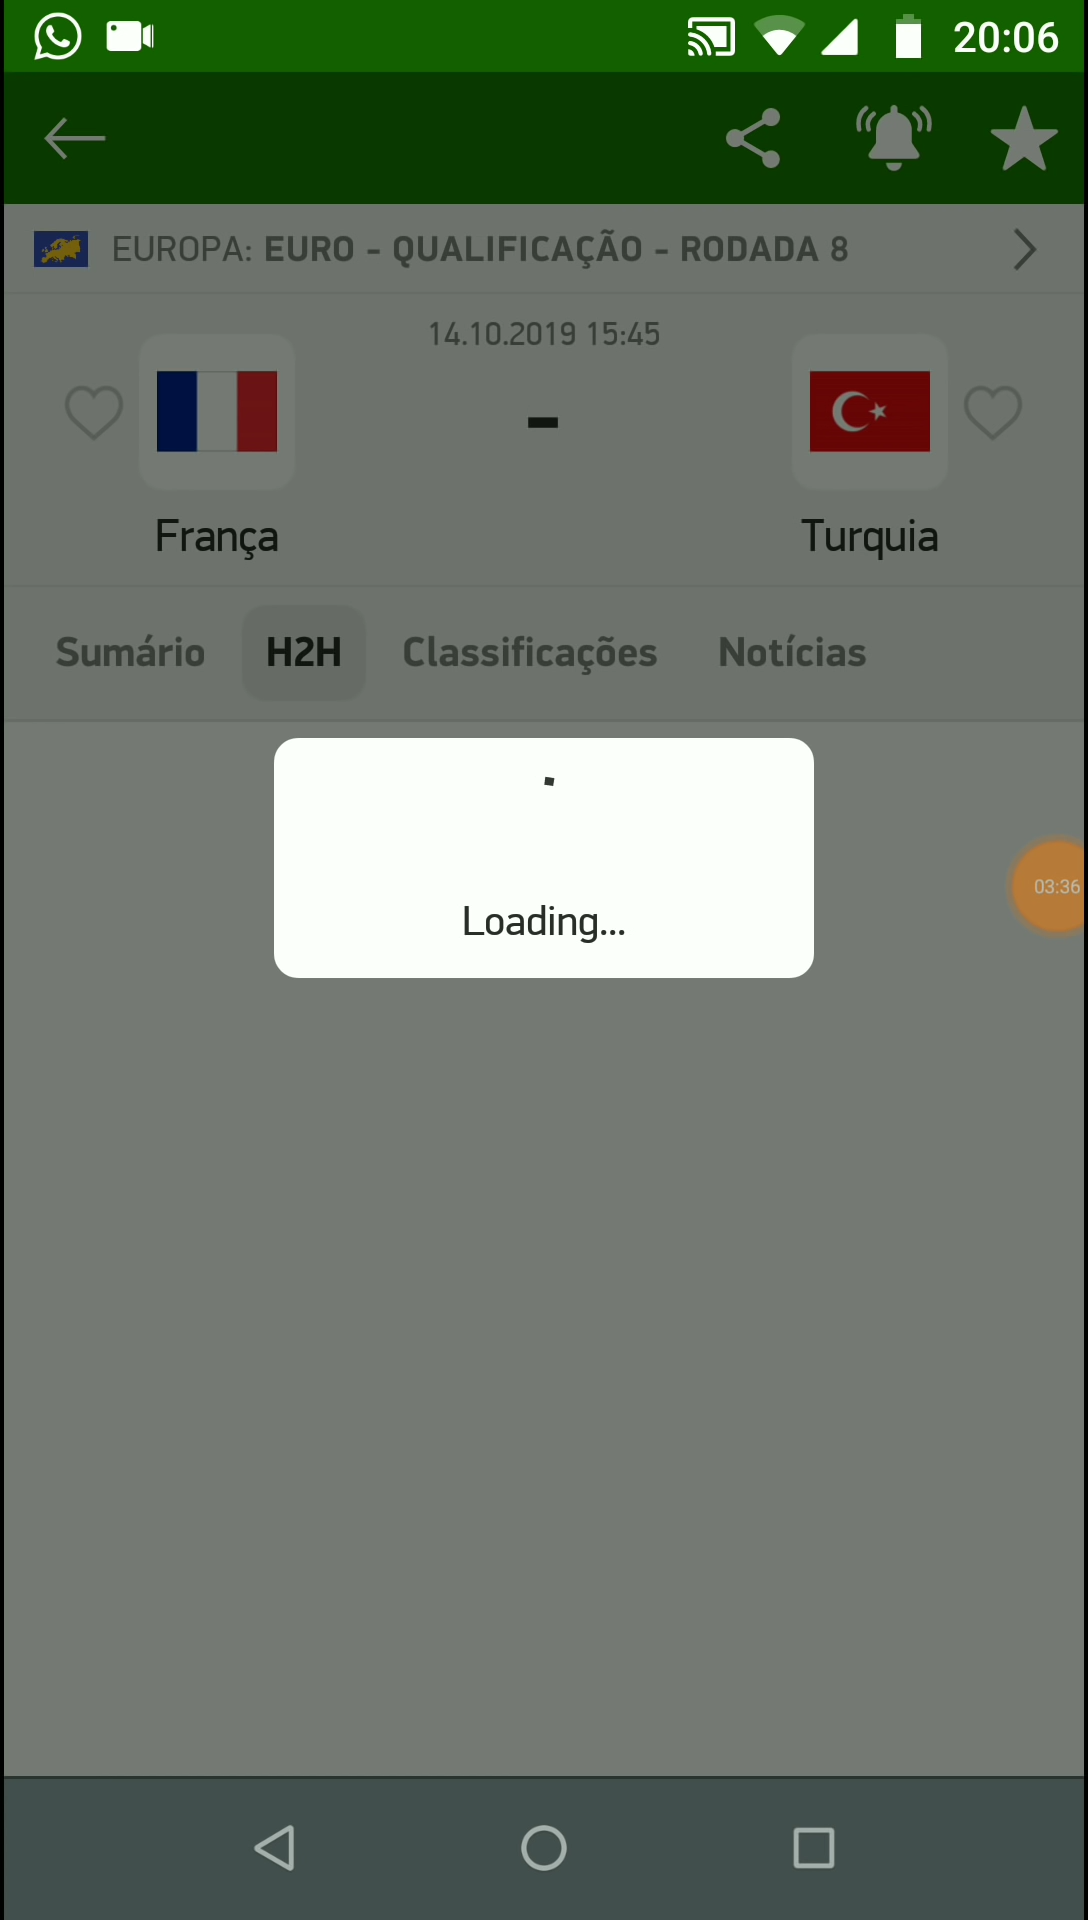 20:06
EUROPA: EURO - QUALIFICAÇÃO - RODADA 8
14.10.2019 15:45
-
França
Turquia
Sumário H2H Classificações Notícias
Loading...
03:36